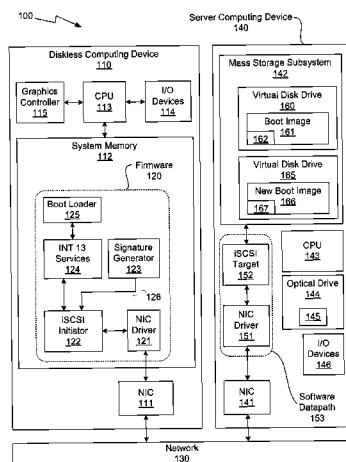 100
Diskless Computing Device
110
Graphics
Controller
115
CPU
113
I/O
Devices
114
System Memory
112
Firmware
120
Boot Loader
125
INT 13
Services
124
Signature
Generator
123
126
iSCSI
Initiator
122
NIC
Driver
121
NIC
111
Server Computing Device
140
Mass Storage Subsystem
142
Virtual Disk Drive
160
Boot Image
161
162
Virtual Disk Drive
165
New Boot Image
166
167
iSCSI
Target
152
NIC
Driver
151
CPU
143
Optical Drive
144
145
I/O
Devices
146
NIC
141
Software
Datapath
153
Network
130